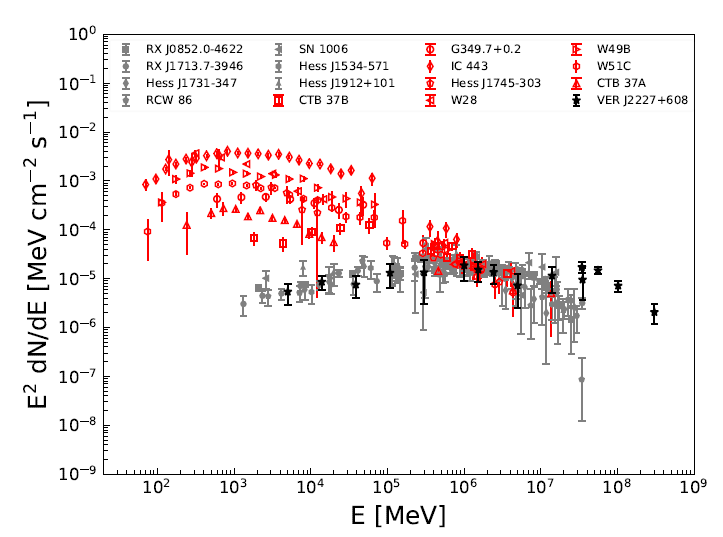 10^0
10^-1
10^-2
10^-3
10^-4
10^-5
10^-6
10^-7
10^-8
10^-9
E^2 dN/dE [MeV cm^-2 s^-1]
RX J0852.0-4622
RX J1713.7-3946
Hess J1731-347
RCW 86
SN 1006
Hess J1534-571
Hess J1912+101
CTB 37B
G349.7+0.2
IC 443
Hess J1745-303
W28
W49B
W51C
CTB 37A
VER J2227+608
10^2
10^3
10^4
10^5
10^6
10^7
10^8
10^9
E [MeV]